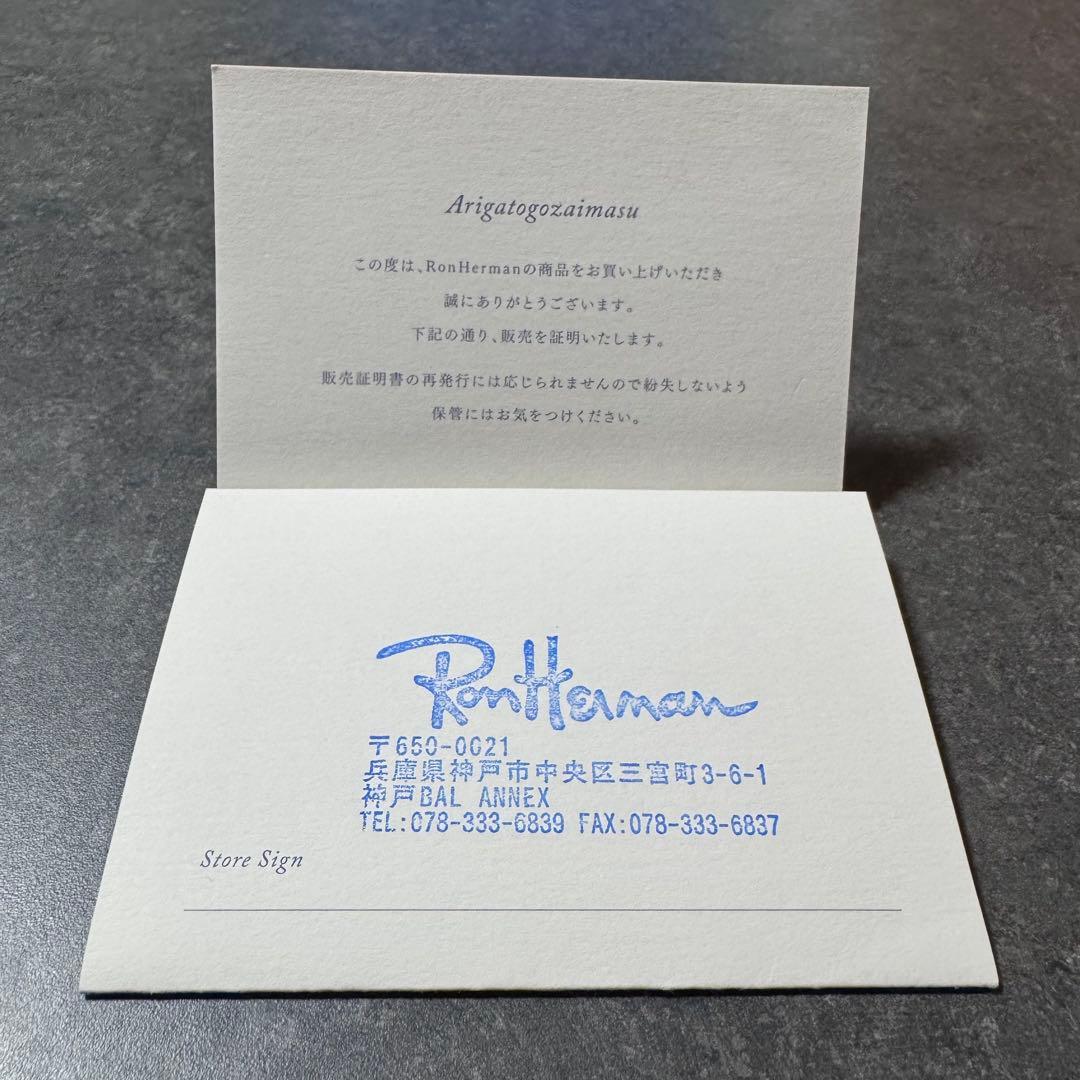 Arigatogozaimasu
この度は、RonHermanの商品をお買い上げいただき
誠にありがとうございます。
下記の通り、販売を証明いたします。
販売証明書の再発行には応じられませんので紛失しないよう
保管にはお気をつけください。
RonHerman
〒650-0021
兵庫県神戸市中央区三宮町3-6-1
神戸BAL ANNEX
TEL:078-333-6839 FAX:078-333-6837
Store Sign